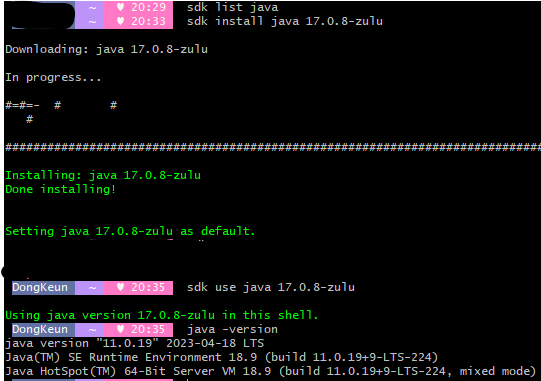 ~ ♥ 20:29 sdk list java
~ ♥ 20:33 sdk install java 17.0.8-zulu
Downloading: java 17.0.8-zulu
In progress...
#=#=- # #
#
##############################################################################
Installing: java 17.0.8-zulu
Done installing!
Setting java 17.0.8-zulu as default.
DongKeun ~ ♥ 20:35 sdk use java 17.0.8-zulu
Using java version 17.0.8-zulu in this shell.
DongKeun ~ ♥ 20:35 java -version
java version "11.0.19" 2023-04-18 LTS
Java(TM) SE Runtime Environment 18.9 (build 11.0.19+9-LTS-224)
Java HotSpot(TM) 64-Bit Server VM 18.9 (build 11.0.19+9-LTS-224, mixed mode)